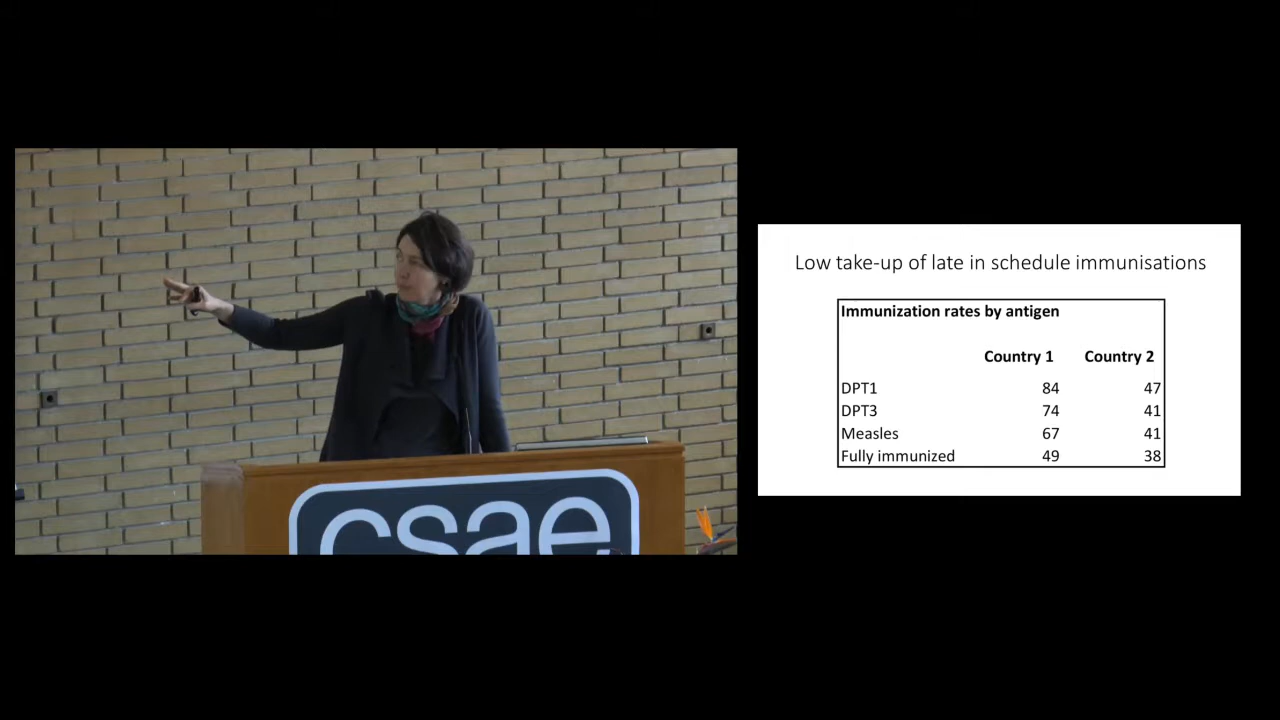 csae
Low take-up of late in schedule immunisations
Immunization rates by antigen
Country 1 Country 2
DPT1 84 47
DPT3 74 41
Measles 67 41
Fully immunized 49 38